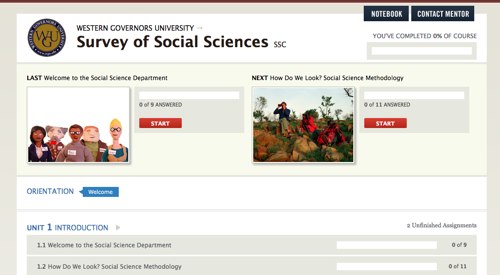 NOTEBOOK
CONTACT MENTOR
WGU
WESTERN GOVERNORS UNIVERSITY
Survey of Social Sciences SSC
YOU'VE COMPLETED 0% OF COURSE
LAST Welcome to the Social Science Department
0 of 9 ANSWERED
START
NEXT How Do We Look? Social Science Methodology
0 of 11 ANSWERED
START
ORIENTATION
Welcome
UNIT 1 INTRODUCTION
2 Unfinished Assignments
1.1 Welcome to the Social Science Department
0 of 9
1.2 How Do We Look? Social Science Methodology
0 of 11